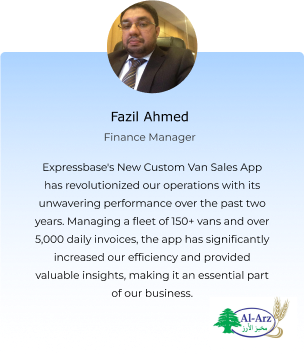 Fazil Ahmed
Finance Manager
Expressbase's New Custom Van Sales App
has revolutionized our operations with its
unwavering performance over the past two
years. Managing a fleet of 150+ vans and over
5,000 daily invoices, the app has significantly
increased our efficiency and provided
valuable insights, making it an essential part
of our business.
Al-Arz
مخبز الأرز